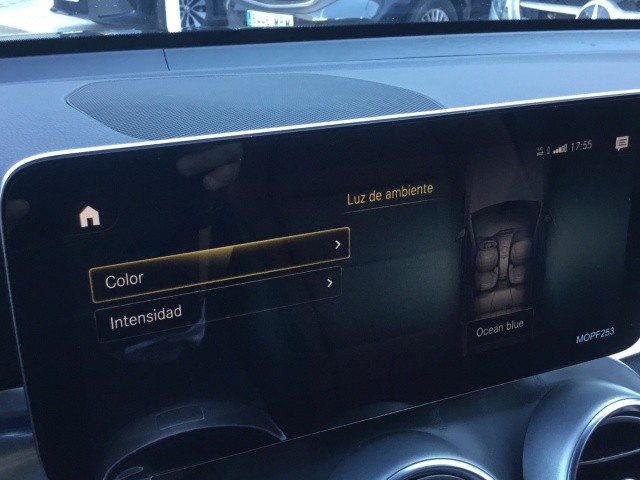 17:55
Luz de ambiente
Color
Intensidad
Ocean blue
MOPF253